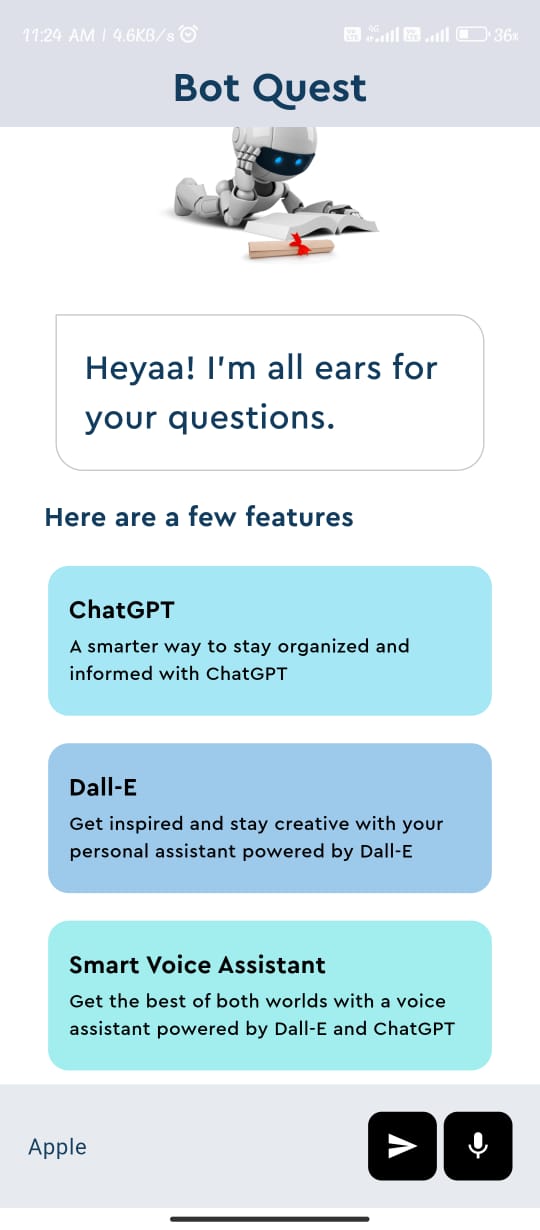 11:24 AM | 4.6KB/s
4G
36%
Bot Quest
Heyaa! I'm all ears for
your questions.
Here are a few features
ChatGPT
A smarter way to stay organized and
informed with ChatGPT
Dall-E
Get inspired and stay creative with your
personal assistant powered by Dall-E
Smart Voice Assistant
Get the best of both worlds with a voice
assistant powered by Dall-E and ChatGPT
Apple